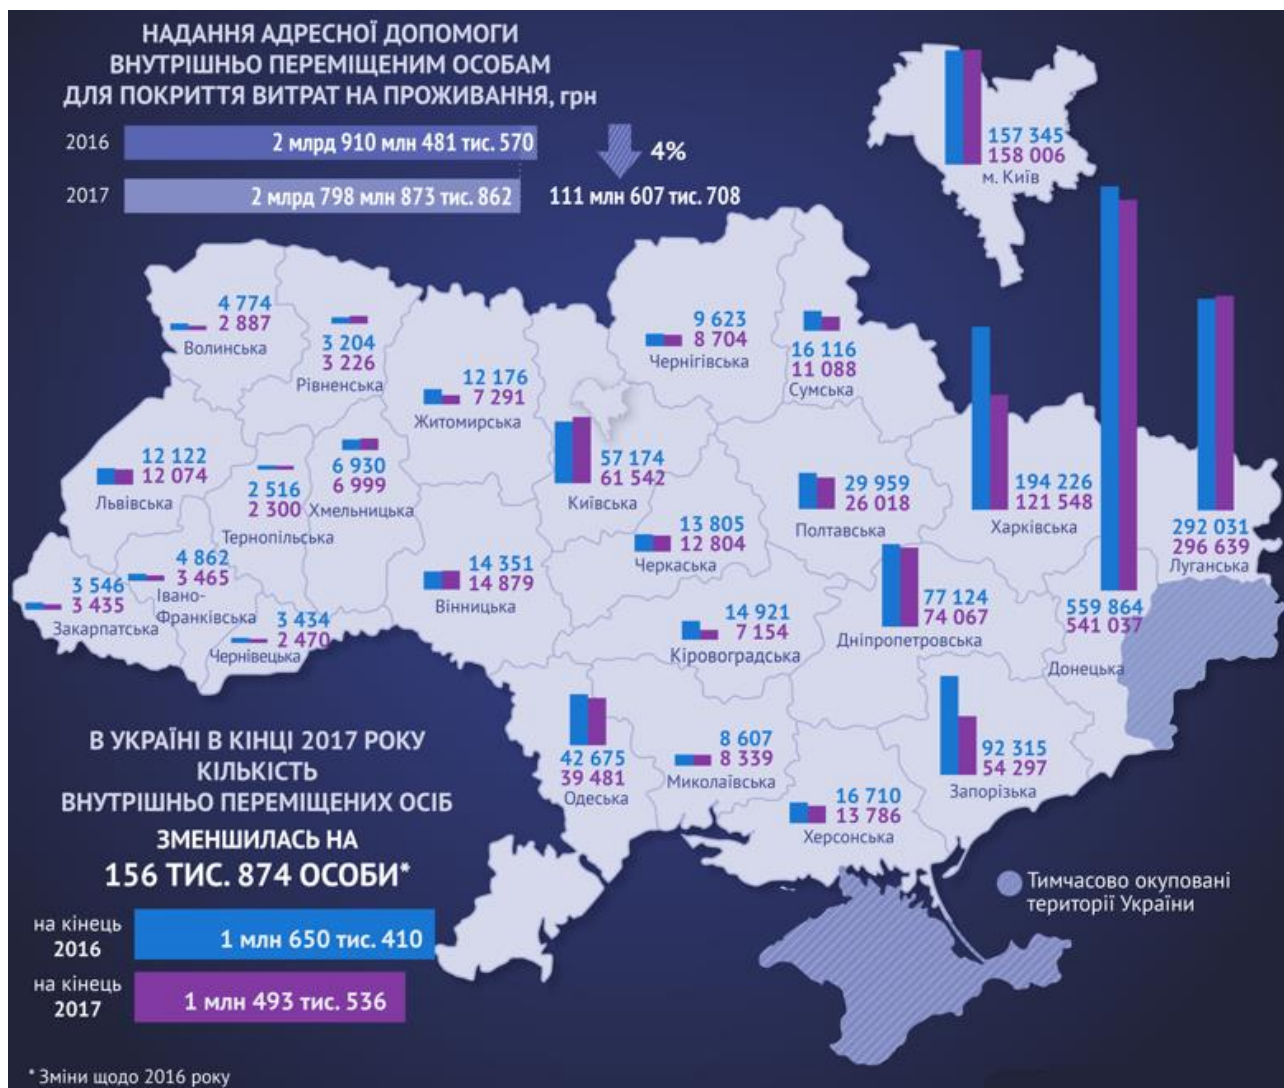 НАДАННЯ АДРЕСНОЇ ДОПОМОГИ
ВНУТРІШНЬО ПЕРЕМІЩЕНИМ ОСОБАМ
ДЛЯ ПОКРИТТЯ ВИТРАТ НА ПРОЖИВАННЯ, грн
2016
2 млрд 910 млн 481 тис. 570
4%
2017
2 млрд 798 млн 873 тис. 862
111 млн 607 тис. 708
157 345
158 006
м. Київ
4 774
2 887
Волинська
3 204
3 226
Рівненська
12 176
7 291
Житомирська
9 623
8 704
Чернігівська
16 116
11 088
Сумська
12 122
12 074
Львівська
2 516
2 300
Тернопільська
6 930
6 999
Хмельницька
57 174
61 542
Київська
29 959
26 018
Полтавська
194 226
121 548
Харківська
292 031
296 639
Луганська
3 546
3 435
Закарпатська
4 862
3 465
Івано-
Франківська
3 434
2 470
Чернівецька
14 351
14 879
Вінницька
13 805
12 804
Черкаська
14 921
7 154
Кіровоградська
77 124
74 067
Дніпропетровська
559 864
541 037
Донецька
42 675
39 481
Одеська
8 607
8 339
Миколаївська
16 710
13 786
Херсонська
92 315
54 297
Запорізька
В УКРАЇНІ В КІНЦІ 2017 РОКУ
КІЛЬКІСТЬ
ВНУТРІШНЬО ПЕРЕМІЩЕНИХ ОСІБ
ЗМЕНШИЛАСЬ НА
156 ТИС. 874 ОСОБИ*
на кінець
2016
1 млн 650 тис. 410
на кінець
2017
1 млн 493 тис. 536
Тимчасово окуповані
території України
* Зміни щодо 2016 року